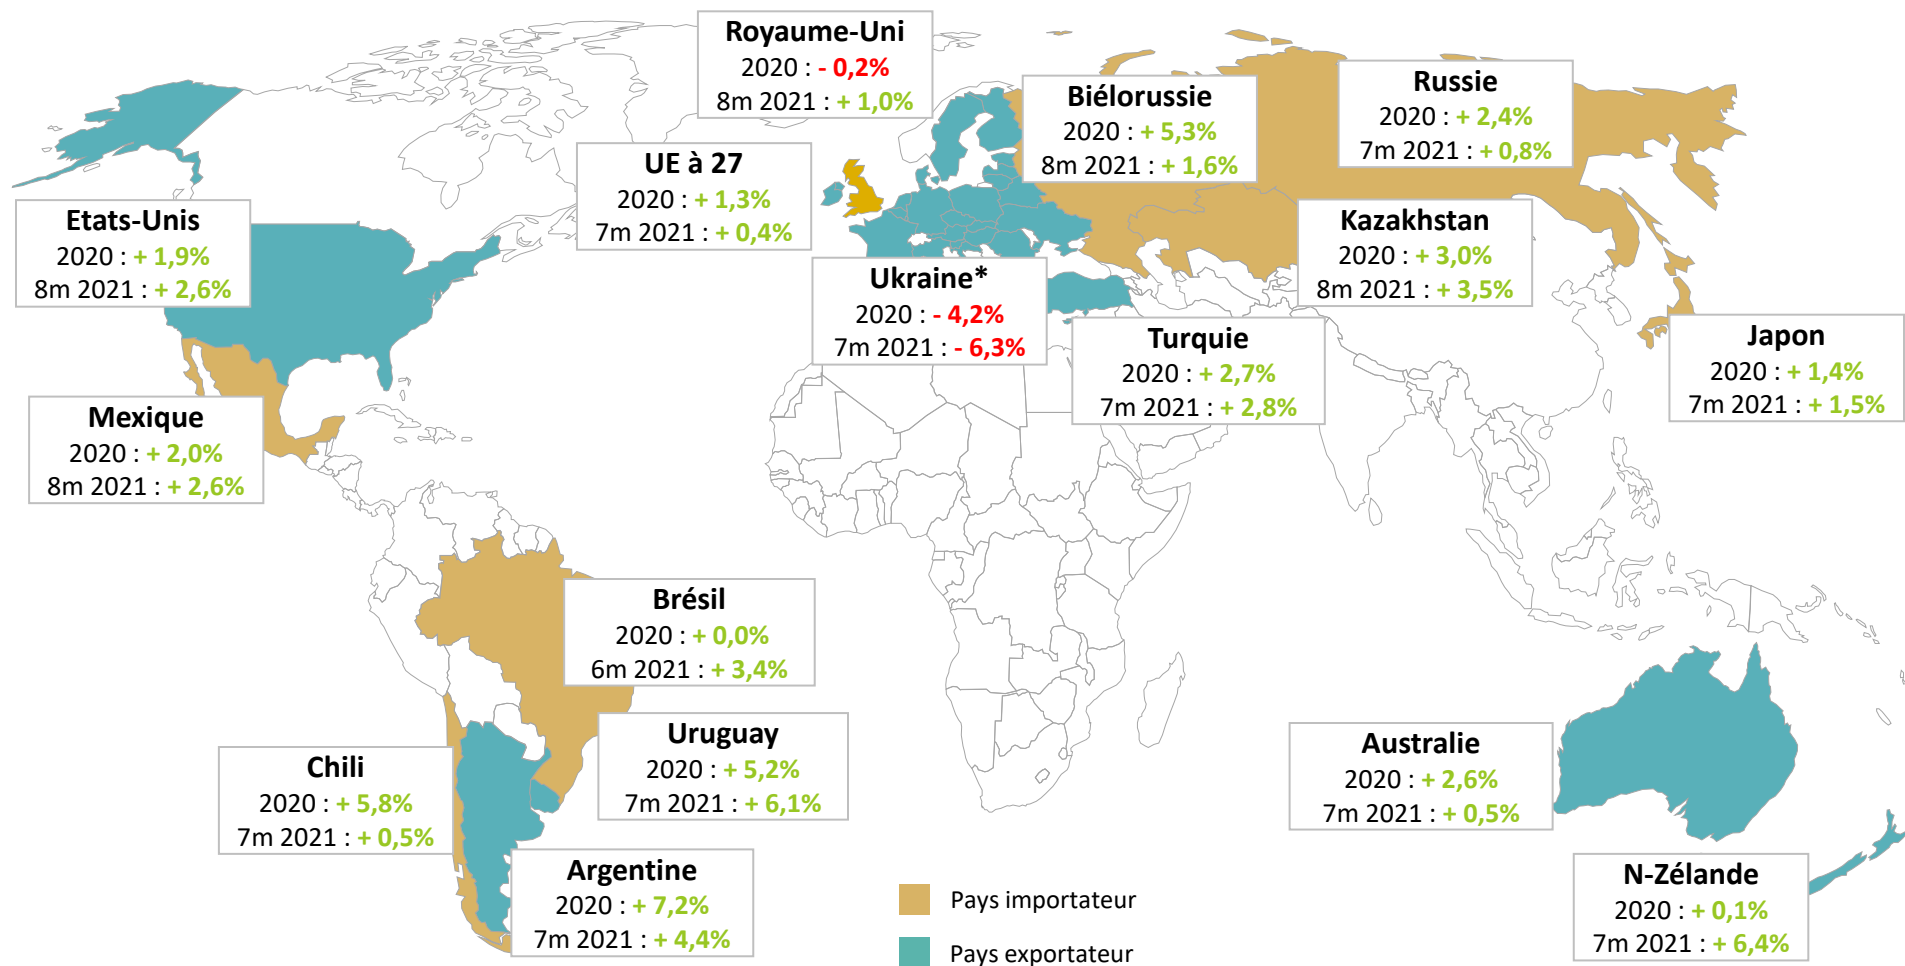 Royaume-Uni
2020 : - 0,2%
8m 2021 : + 1,0%
Biélorussie
2020 : + 5,3%
8m 2021 : + 1,6%
Russie
2020 : + 2,4%
7m 2021 : + 0,8%
UE à 27
2020 : + 1,3%
7m 2021 : + 0,4%
Etats-Unis
2020 : + 1,9%
8m 2021 : + 2,6%
Kazakhstan
2020 : + 3,0%
8m 2021 : + 3,5%
Ukraine*
2020 : - 4,2%
7m 2021 : - 6,3%
Turquie
2020 : + 2,7%
7m 2021 : + 2,8%
Japon
2020 : + 1,4%
7m 2021 : + 1,5%
Mexique
2020 : + 2,0%
8m 2021 : + 2,6%
Brésil
2020 : + 0,0%
6m 2021 : + 3,4%
Uruguay
2020 : + 5,2%
7m 2021 : + 6,1%
Australie
2020 : + 2,6%
7m 2021 : + 0,5%
Chili
2020 : + 5,8%
7m 2021 : + 0,5%
Argentine
2020 : + 7,2%
7m 2021 : + 4,4%
N-Zélande
2020 : + 0,1%
7m 2021 : + 6,4%
Pays importateur
Pays exportateur